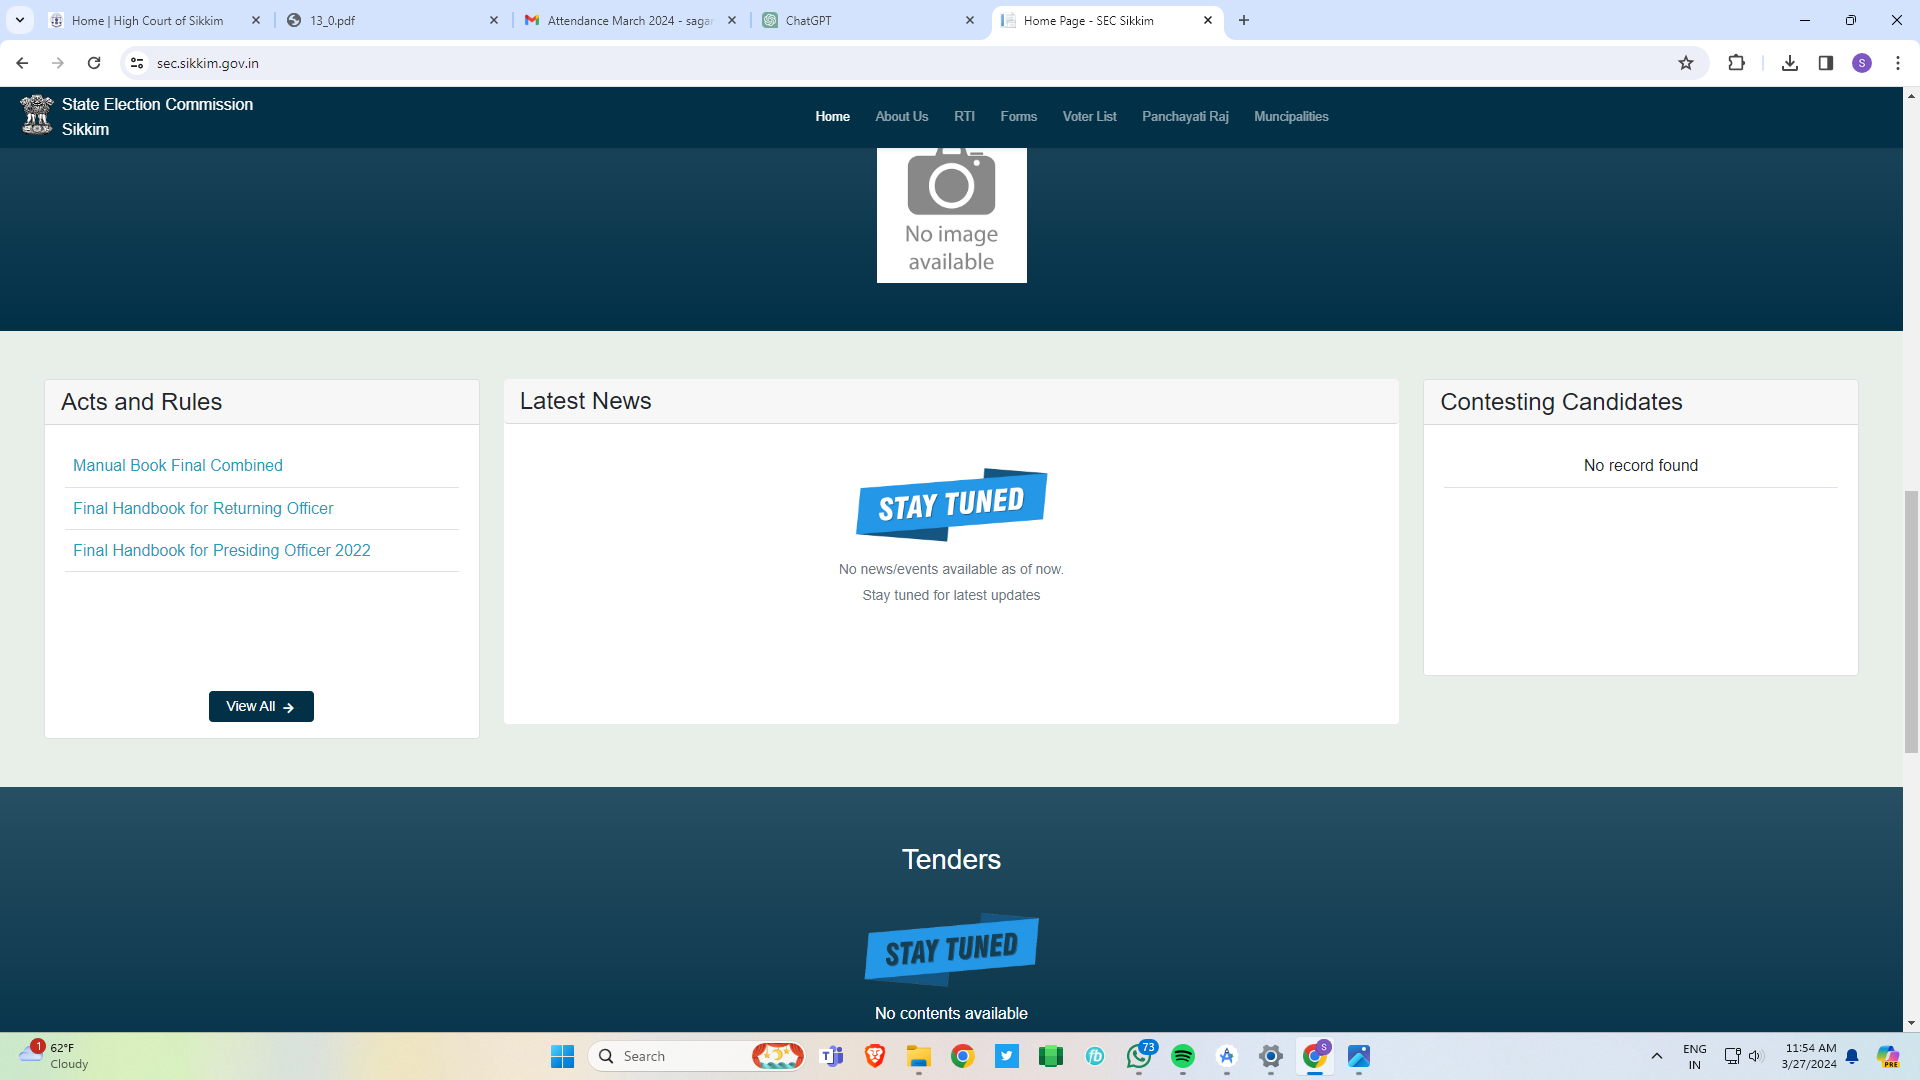 Home | High Court of Sikkim
13_0.pdf
Attendance March 2024 - sagar
ChatGPT
Home Page - SEC Sikkim
sec.sikkim.gov.in
S
State Election Commission
Sikkim
Home
About Us
RTI
Forms
Voter List
Panchayati Raj
Muncipalities
No image
available
Acts and Rules
Manual Book Final Combined
Final Handbook for Returning Officer
Final Handbook for Presiding Officer 2022
View All
Latest News
STAY TUNED
No news/events available as of now.
Stay tuned for latest updates
Contesting Candidates
No record found
Tenders
STAY TUNED
No contents available
1
62°F
Cloudy
Search
73
S
ENG
IN
11:54 AM
3/27/2024
PRE